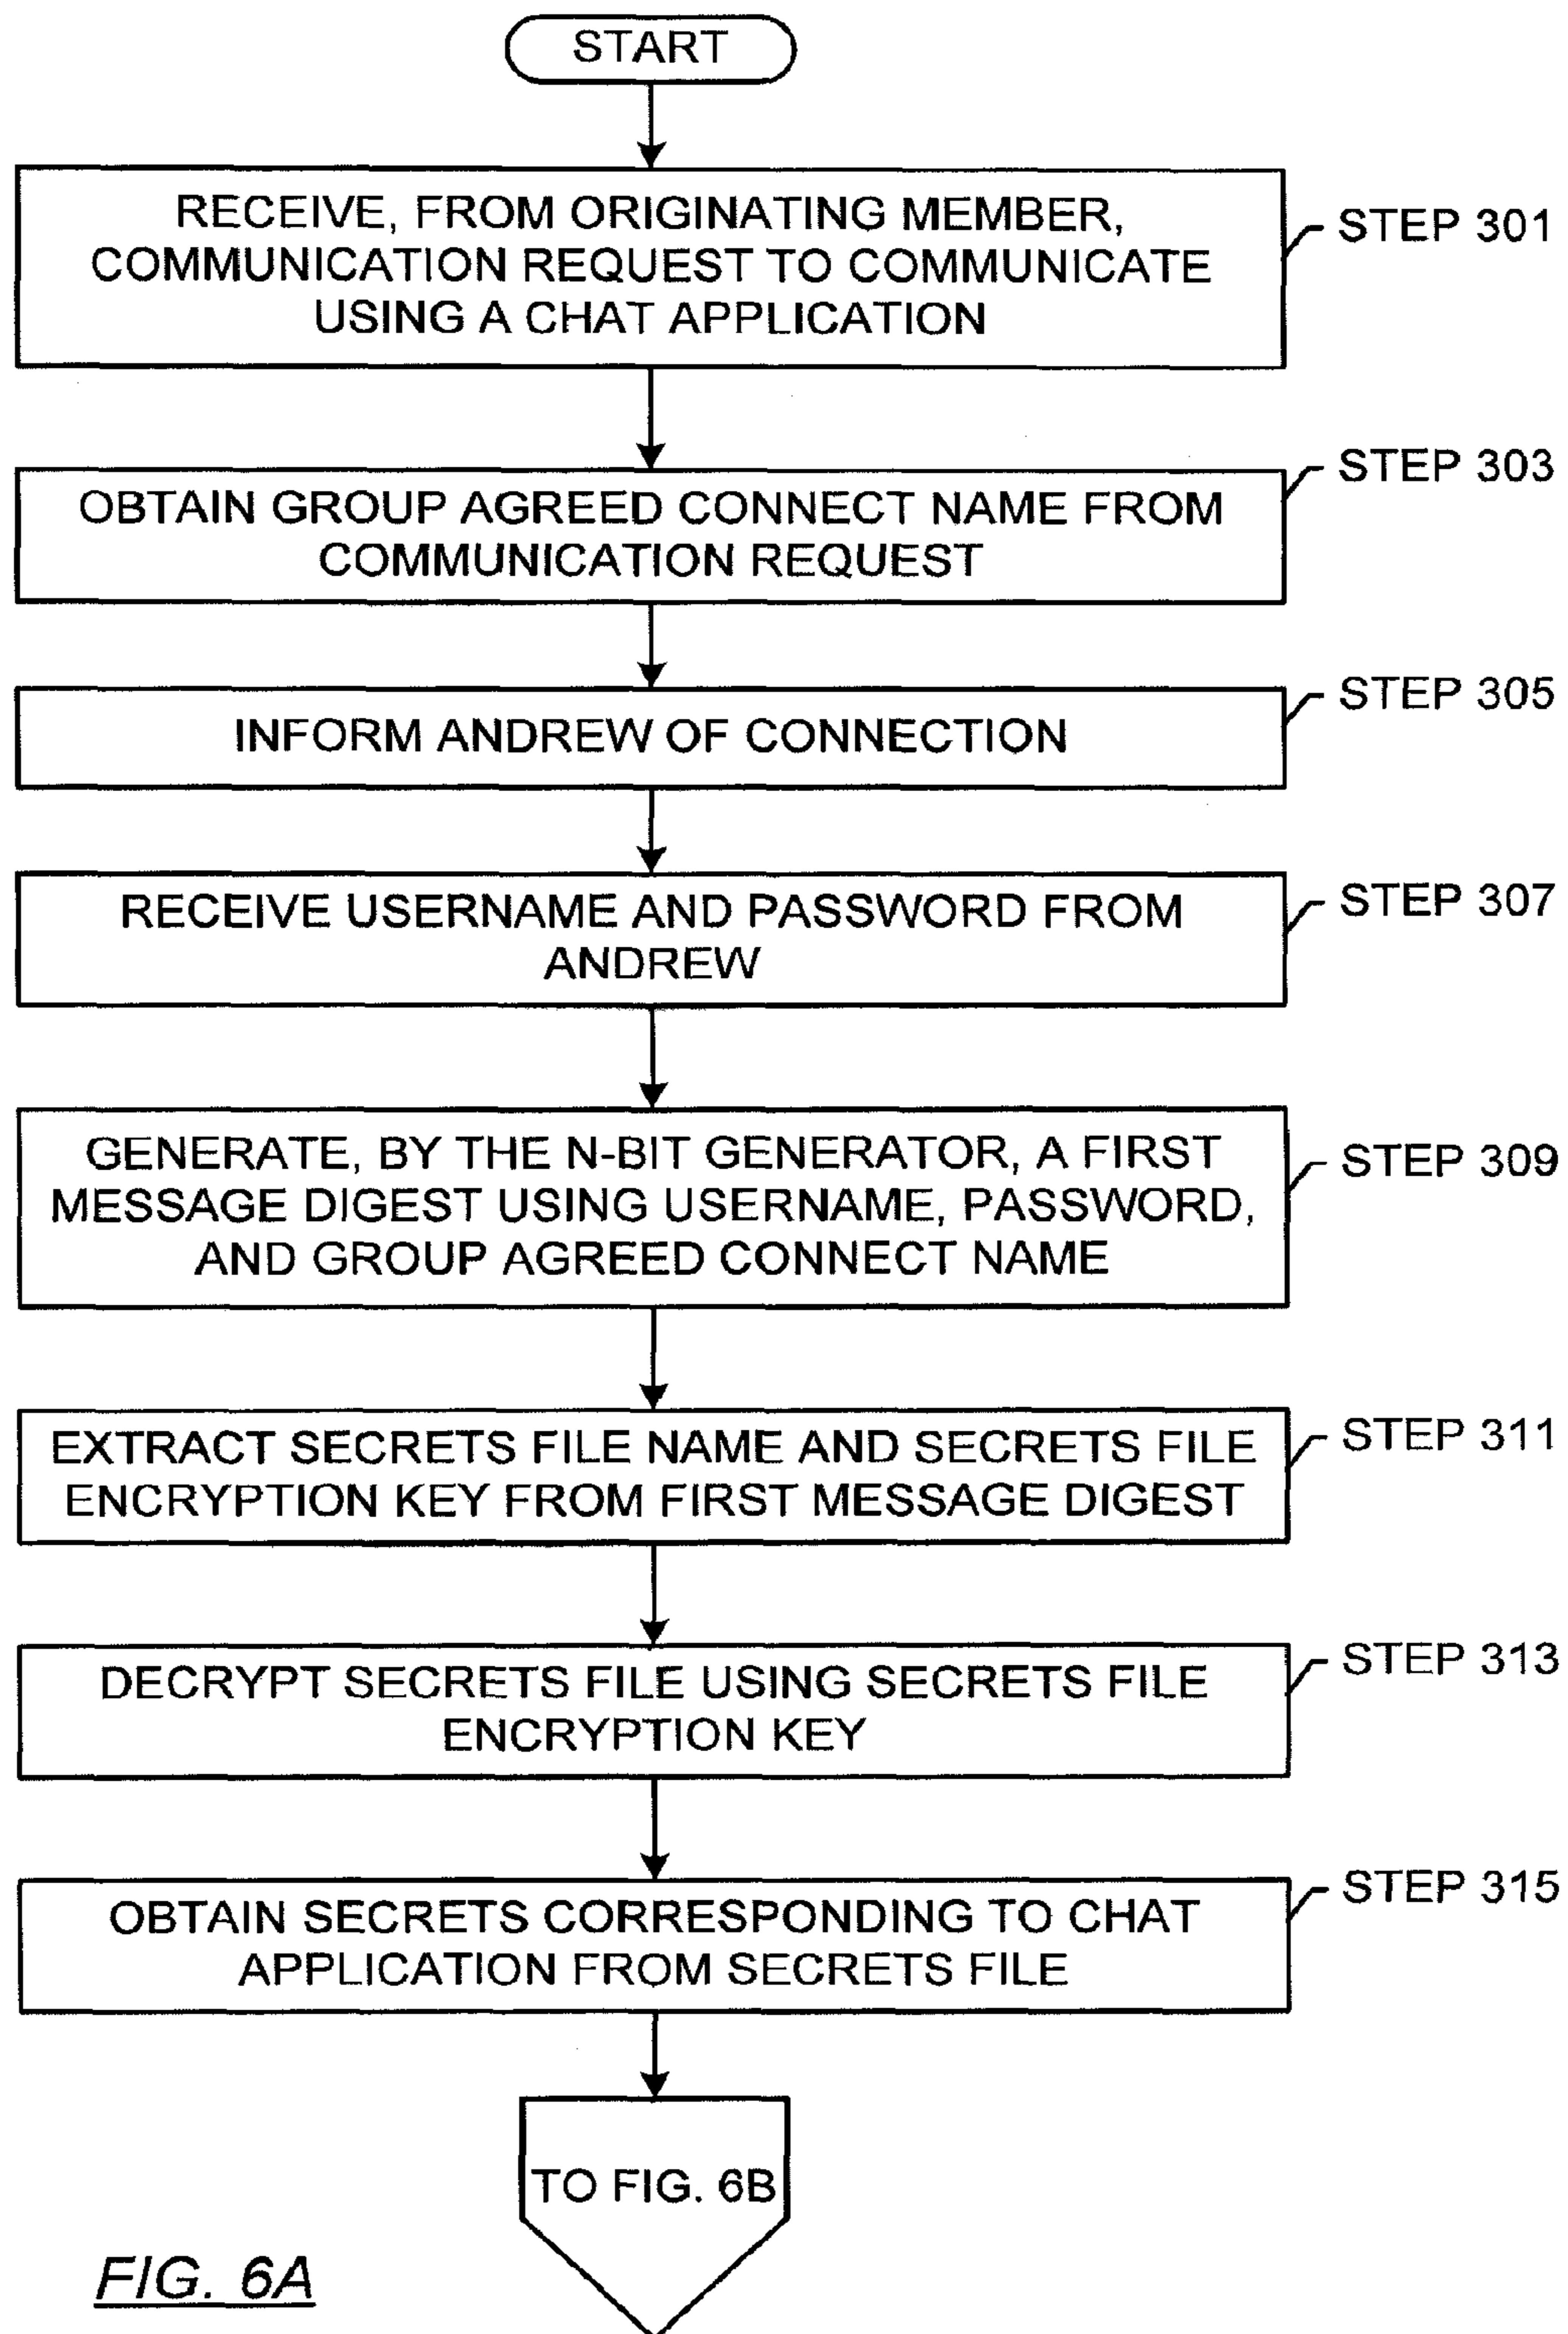 START
RECEIVE, FROM ORIGINATING MEMBER,
COMMUNICATION REQUEST TO COMMUNICATE
USING A CHAT APPLICATION
STEP 301
OBTAIN GROUP AGREED CONNECT NAME FROM
COMMUNICATION REQUEST
STEP 303
INFORM ANDREW OF CONNECTION
STEP 305
RECEIVE USERNAME AND PASSWORD FROM
ANDREW
STEP 307
GENERATE, BY THE N-BIT GENERATOR, A FIRST
MESSAGE DIGEST USING USERNAME, PASSWORD,
AND GROUP AGREED CONNECT NAME
STEP 309
EXTRACT SECRETS FILE NAME AND SECRETS FILE
ENCRYPTION KEY FROM FIRST MESSAGE DIGEST
STEP 311
DECRYPT SECRETS FILE USING SECRETS FILE
ENCRYPTION KEY
STEP 313
OBTAIN SECRETS CORRESPONDING TO CHAT
APPLICATION FROM SECRETS FILE
STEP 315
TO FIG. 6B
FIG. 6A